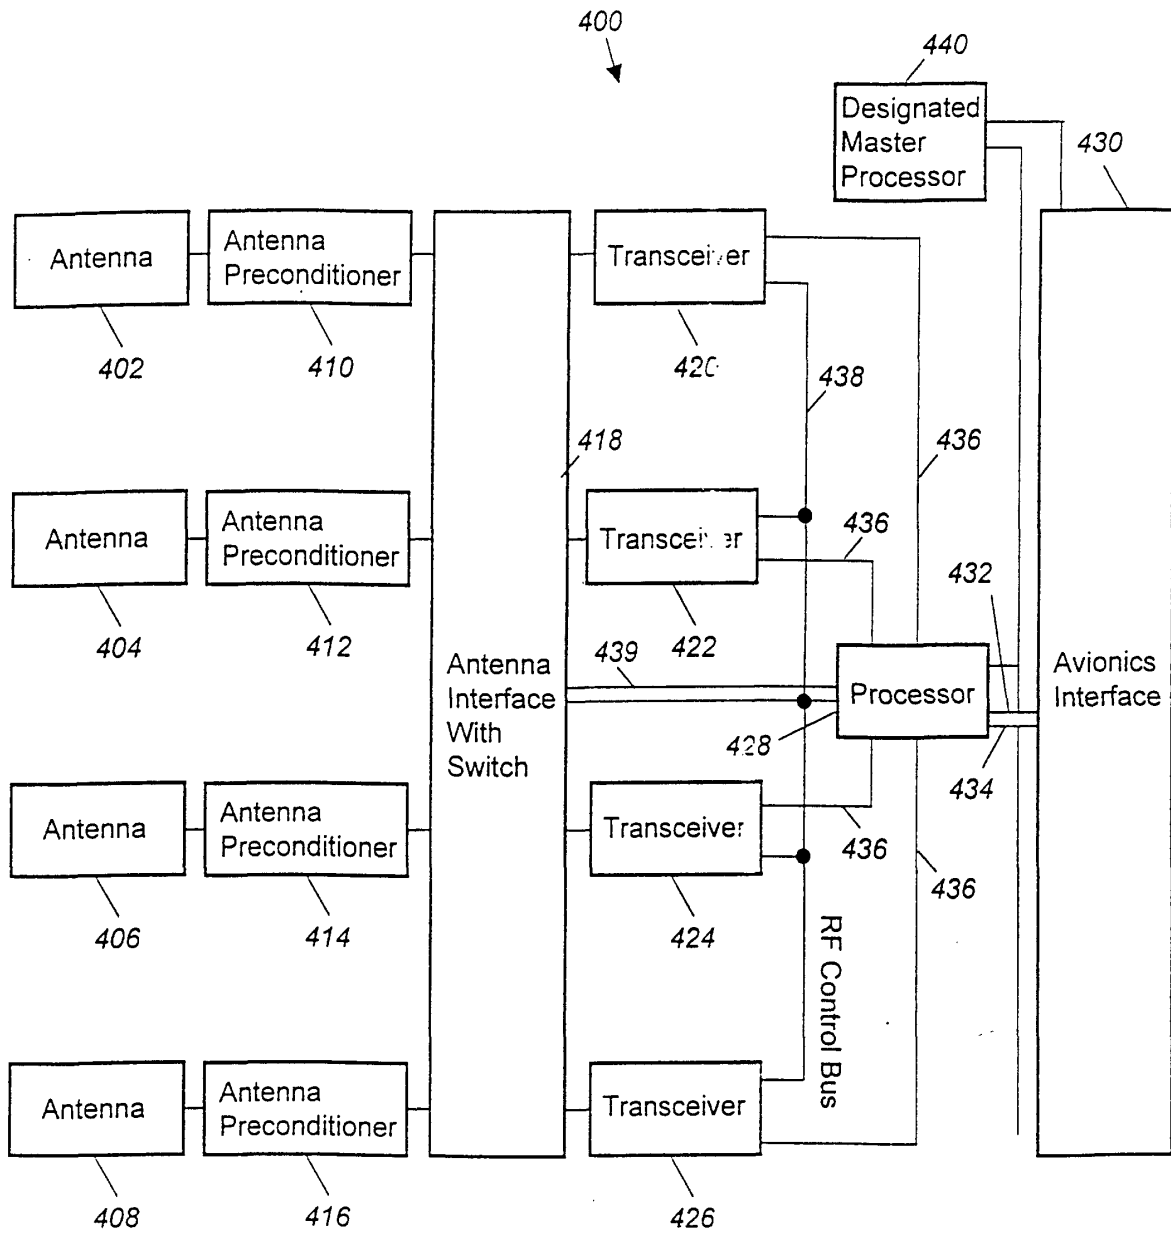 400
440
Designated
Master
Processor
430
Antenna
Antenna
Preconditioner
Transceiver
402
410
420
438
418
436
Antenna
Antenna
Preconditioner
Transceiver
436
404
412
422
432
439
Antenna
Interface
With
Switch
Processor
Avionics
Interface
428
434
Antenna
Antenna
Preconditioner
Transceiver
436
436
406
414
424
RF Control Bus
Antenna
Antenna
Preconditioner
Transceiver
408
416
426